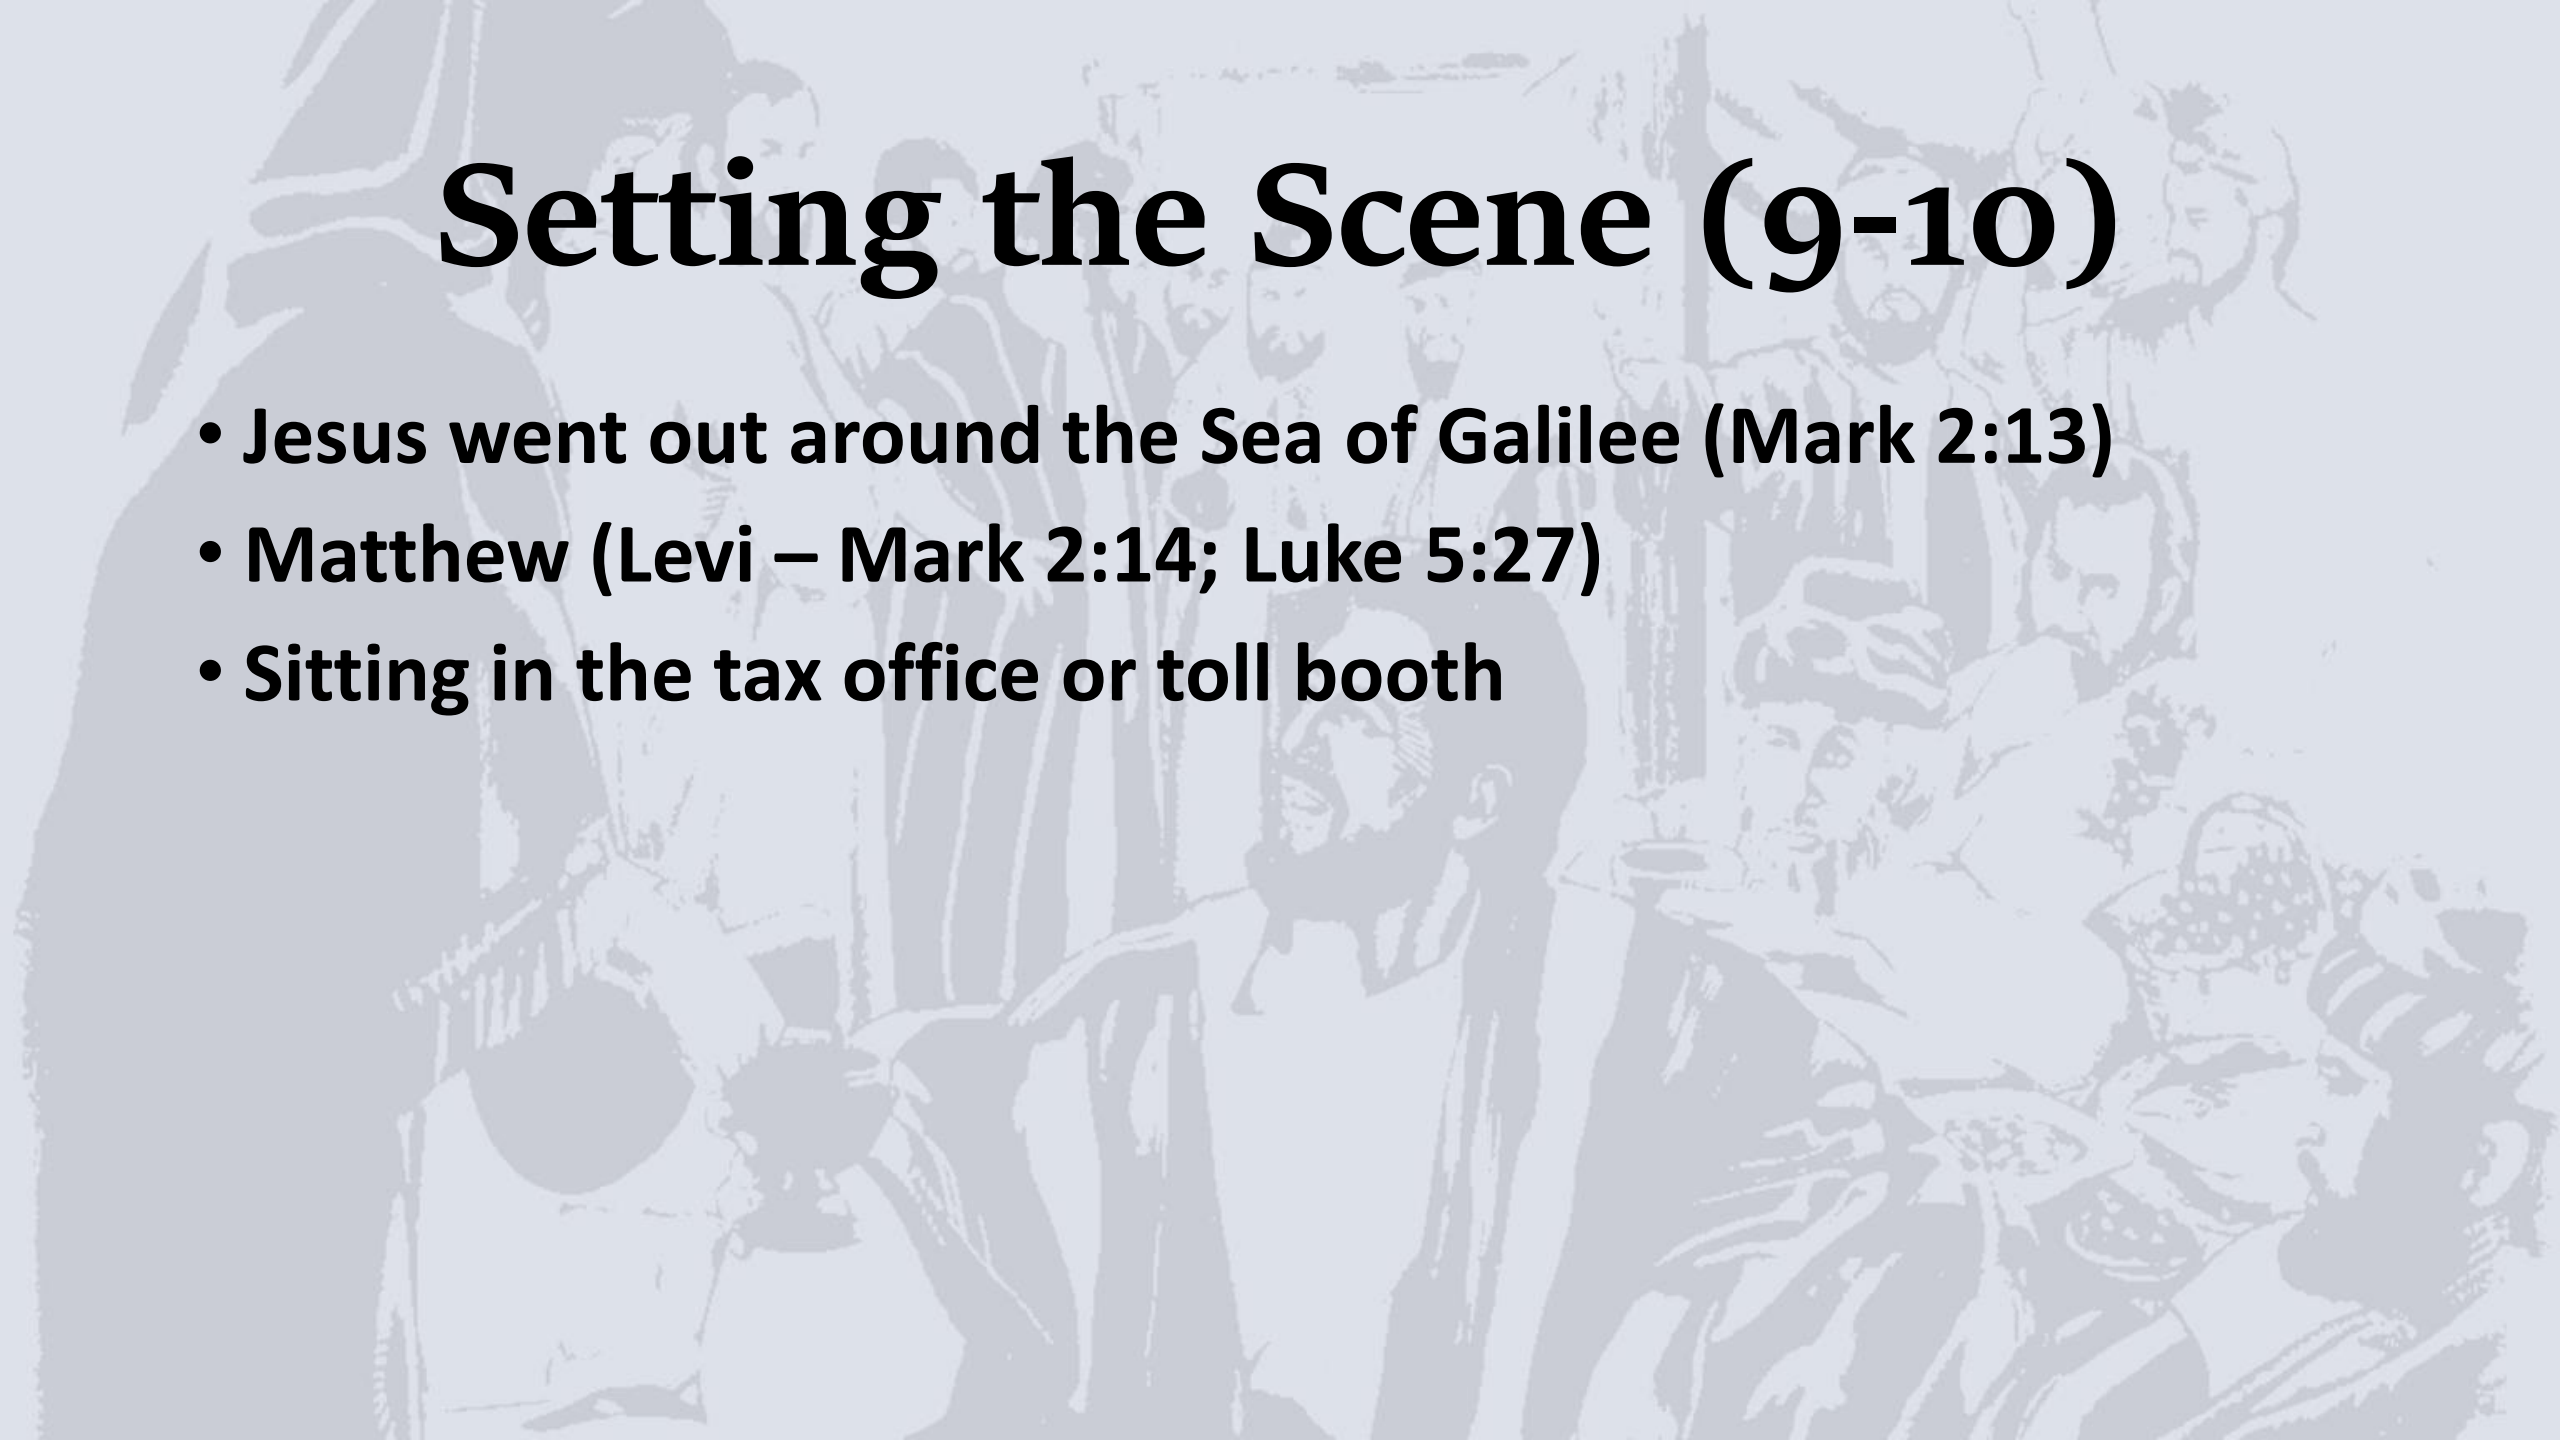 Setting the Scene (9-10)
• Jesus went out around the Sea of Galilee (Mark 2:13)
• Matthew (Levi – Mark 2:14; Luke 5:27)
• Sitting in the tax office or toll booth